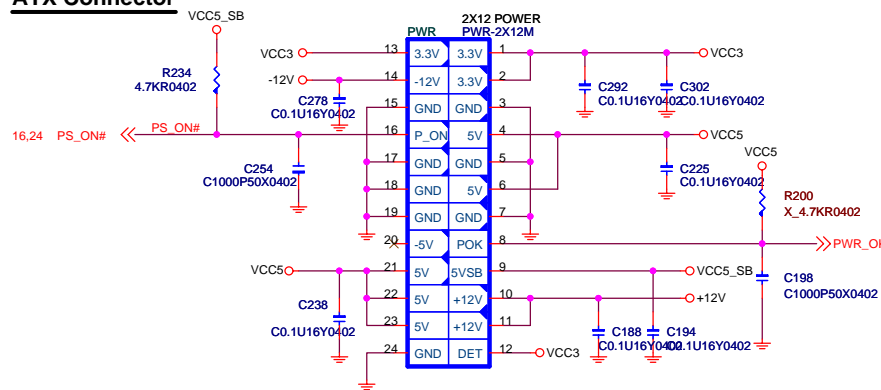 ATX Connector
VCC5_SB
R234
4.7KR0402
16,24 PS_ON#
PS_ON#
C254
C1000P50X0402
VCC3
-12V
C278
C0.1U16Y0402
VCC5
C238
C0.1U16Y0402
PWR
2X12 POWER
PWR-2X12M
13 3.3V 3.3V 1
14 -12V 3.3V 2
15 GND GND 3
16 P_ON 5V 4
17 GND GND 5
18 GND 5V 6
19 GND GND 7
20 -5V POK 8
21 5V 5VSB 9
22 5V +12V 10
23 5V +12V 11
24 GND DET 12
VCC3
C292
C0.1U16Y0402
C302
C0.1U16Y0402
VCC5
C225
C0.1U16Y0402
VCC5
R200
X_4.7KR0402
PWR_OK
C198
C1000P50X0402
VCC5_SB
+12V
C188
C0.1U16Y0402
C194
C0.1U16Y0402
VCC3